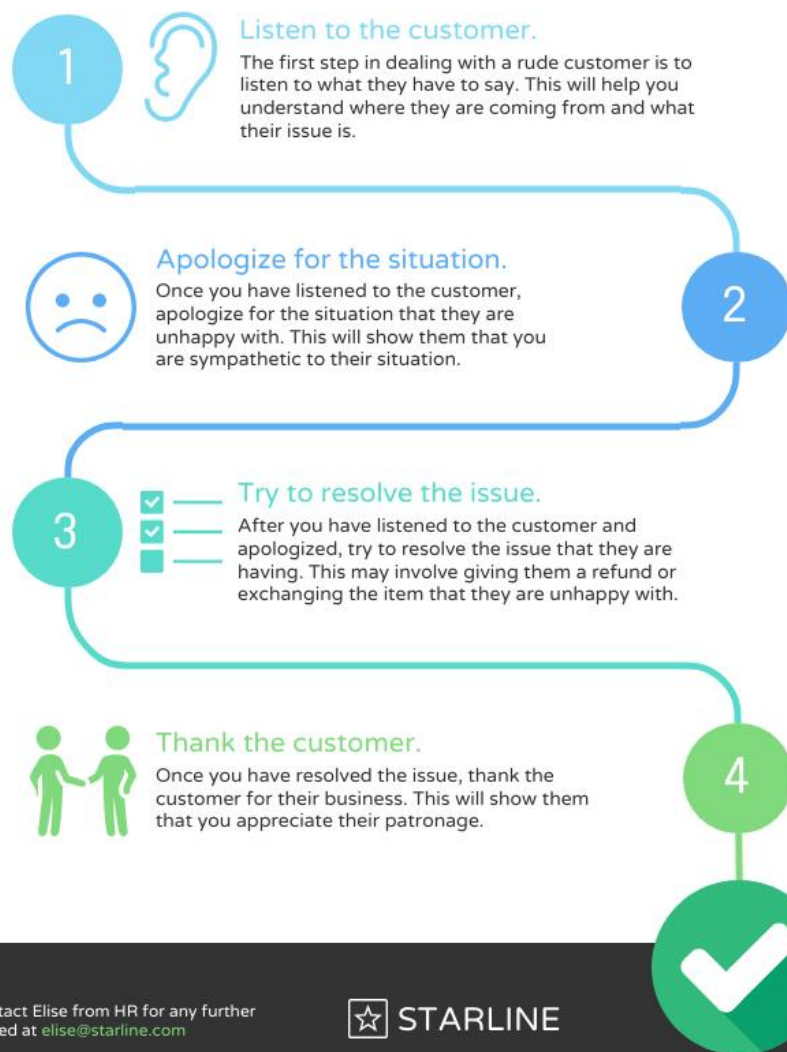 1
Listen to the customer.
The first step in dealing with a rude customer is to
listen to what they have to say. This will help you
understand where they are coming from and what
their issue is.
Apologize for the situation.
Once you have listened to the customer,
apologize for the situation that they are
unhappy with. This will show them that you
are sympathetic to their situation.
2
3
Try to resolve the issue.
After you have listened to the customer and
apologized, try to resolve the issue that they are
having. This may involve giving them a refund or
exchanging the item that they are unhappy with.
Thank the customer.
Once you have resolved the issue, thank the
customer for their business. This will show them
that you appreciate their patronage.
4
tact Elise from HR for any further
ed at elise@starline.com
STARLINE